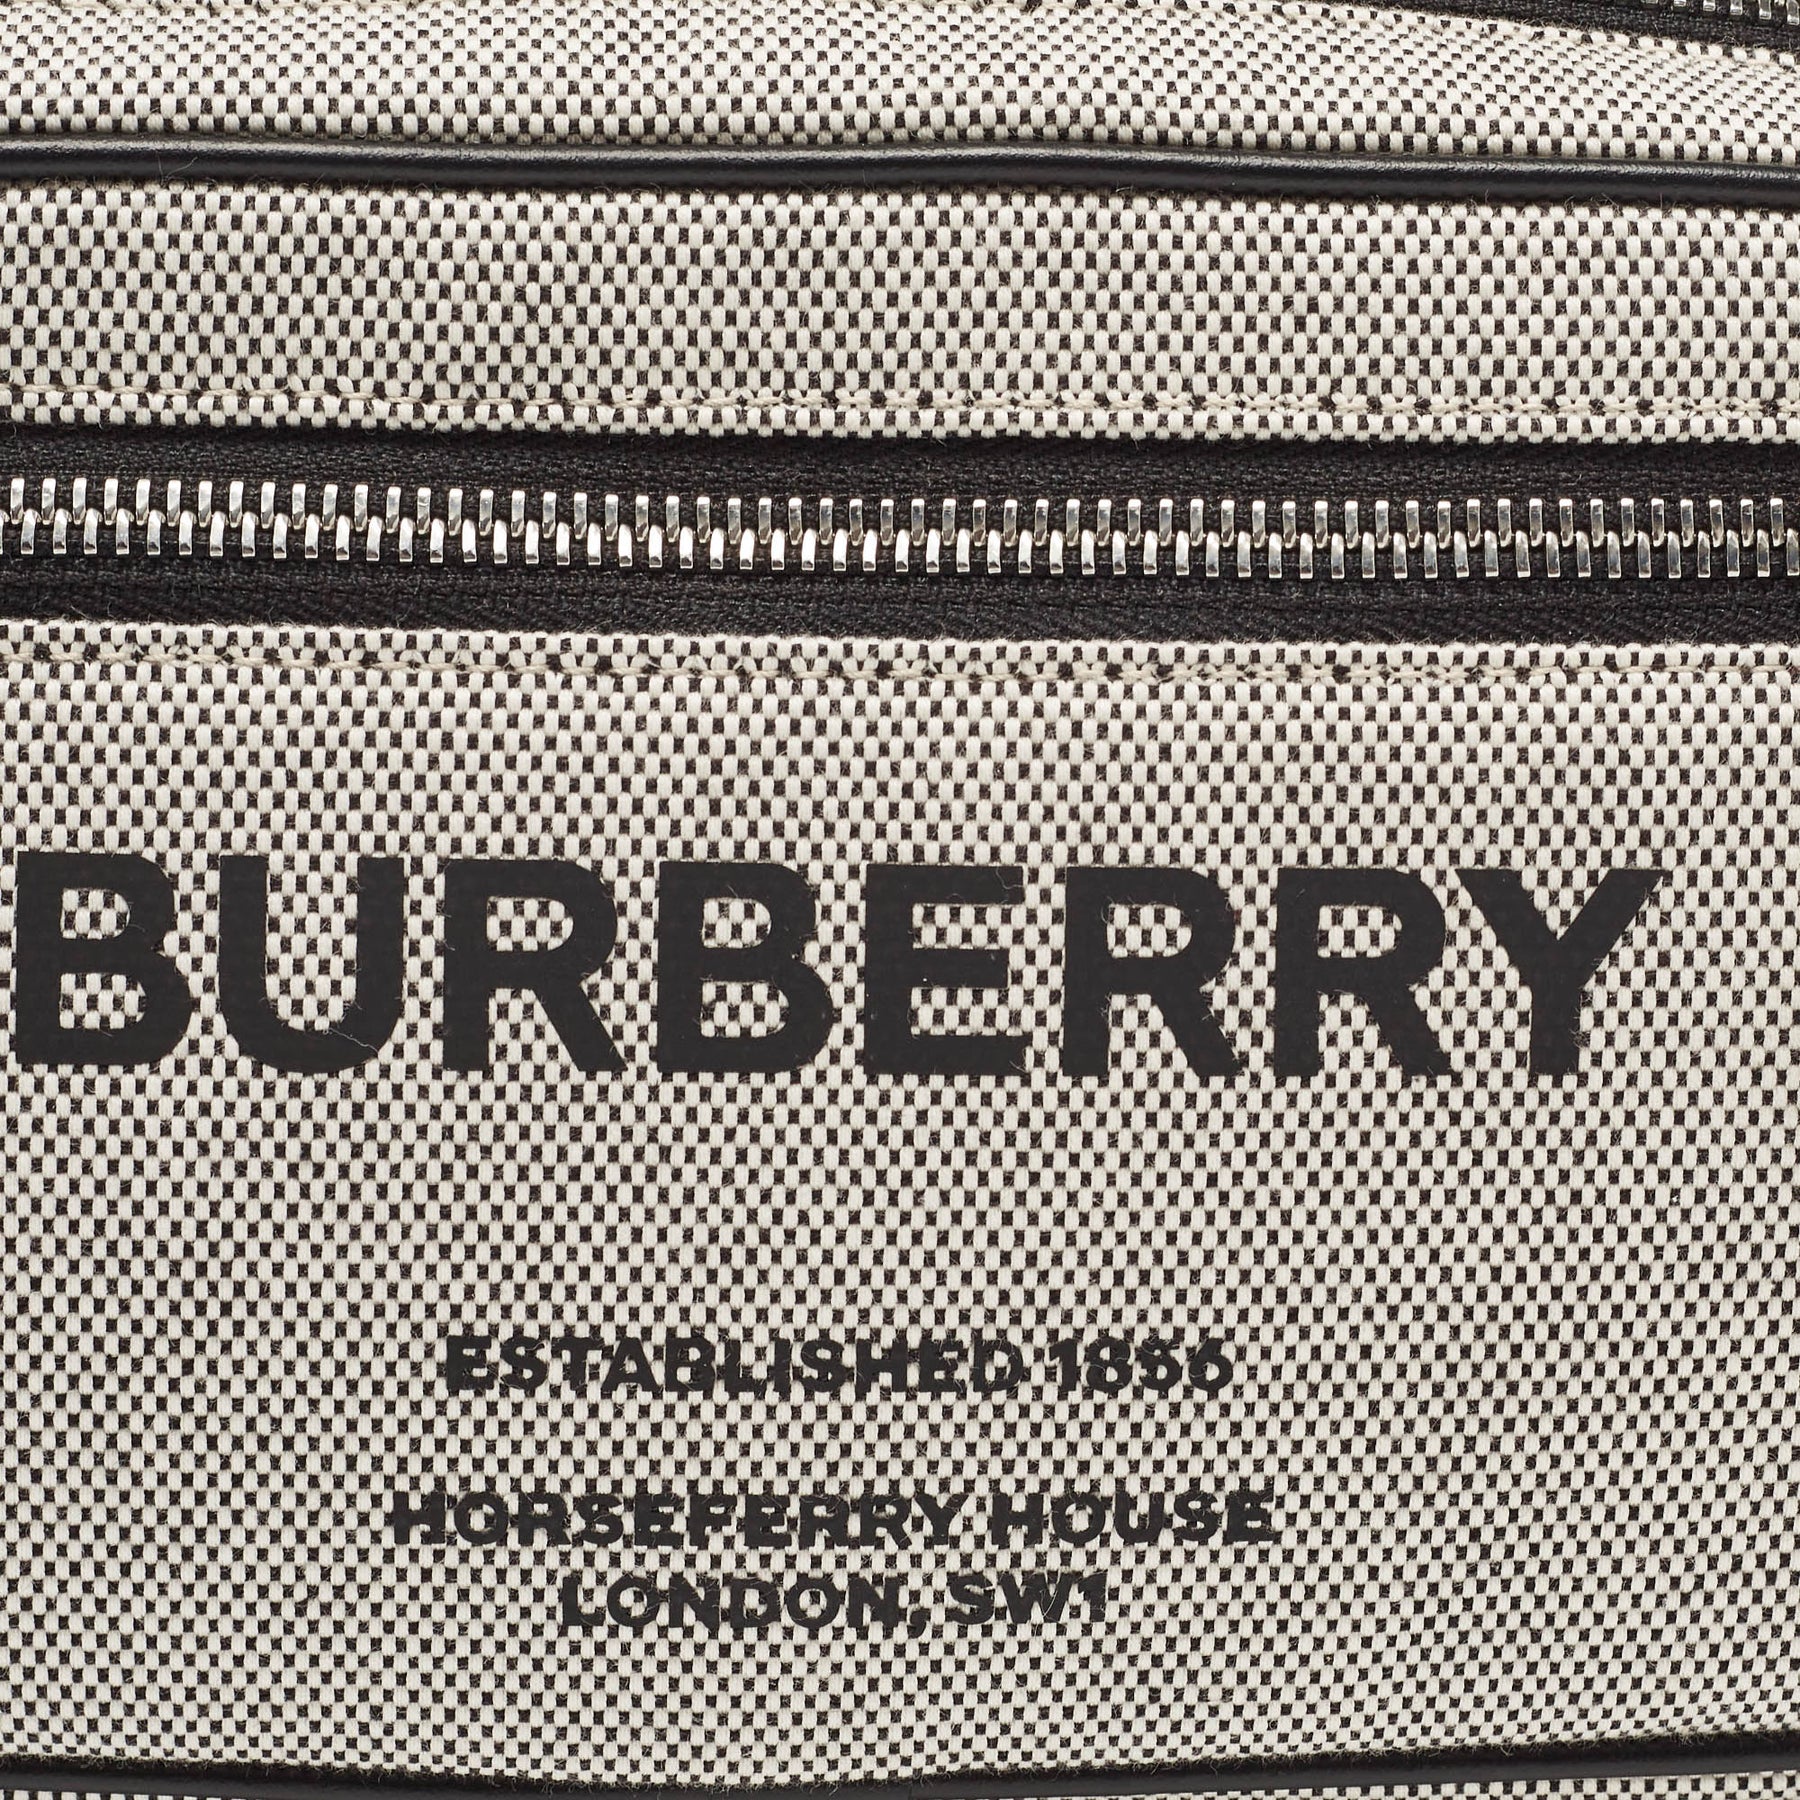 BURBERRY
ESTABLISHED 1856
HORSEFERRY HOUSE
LONDON, SW1